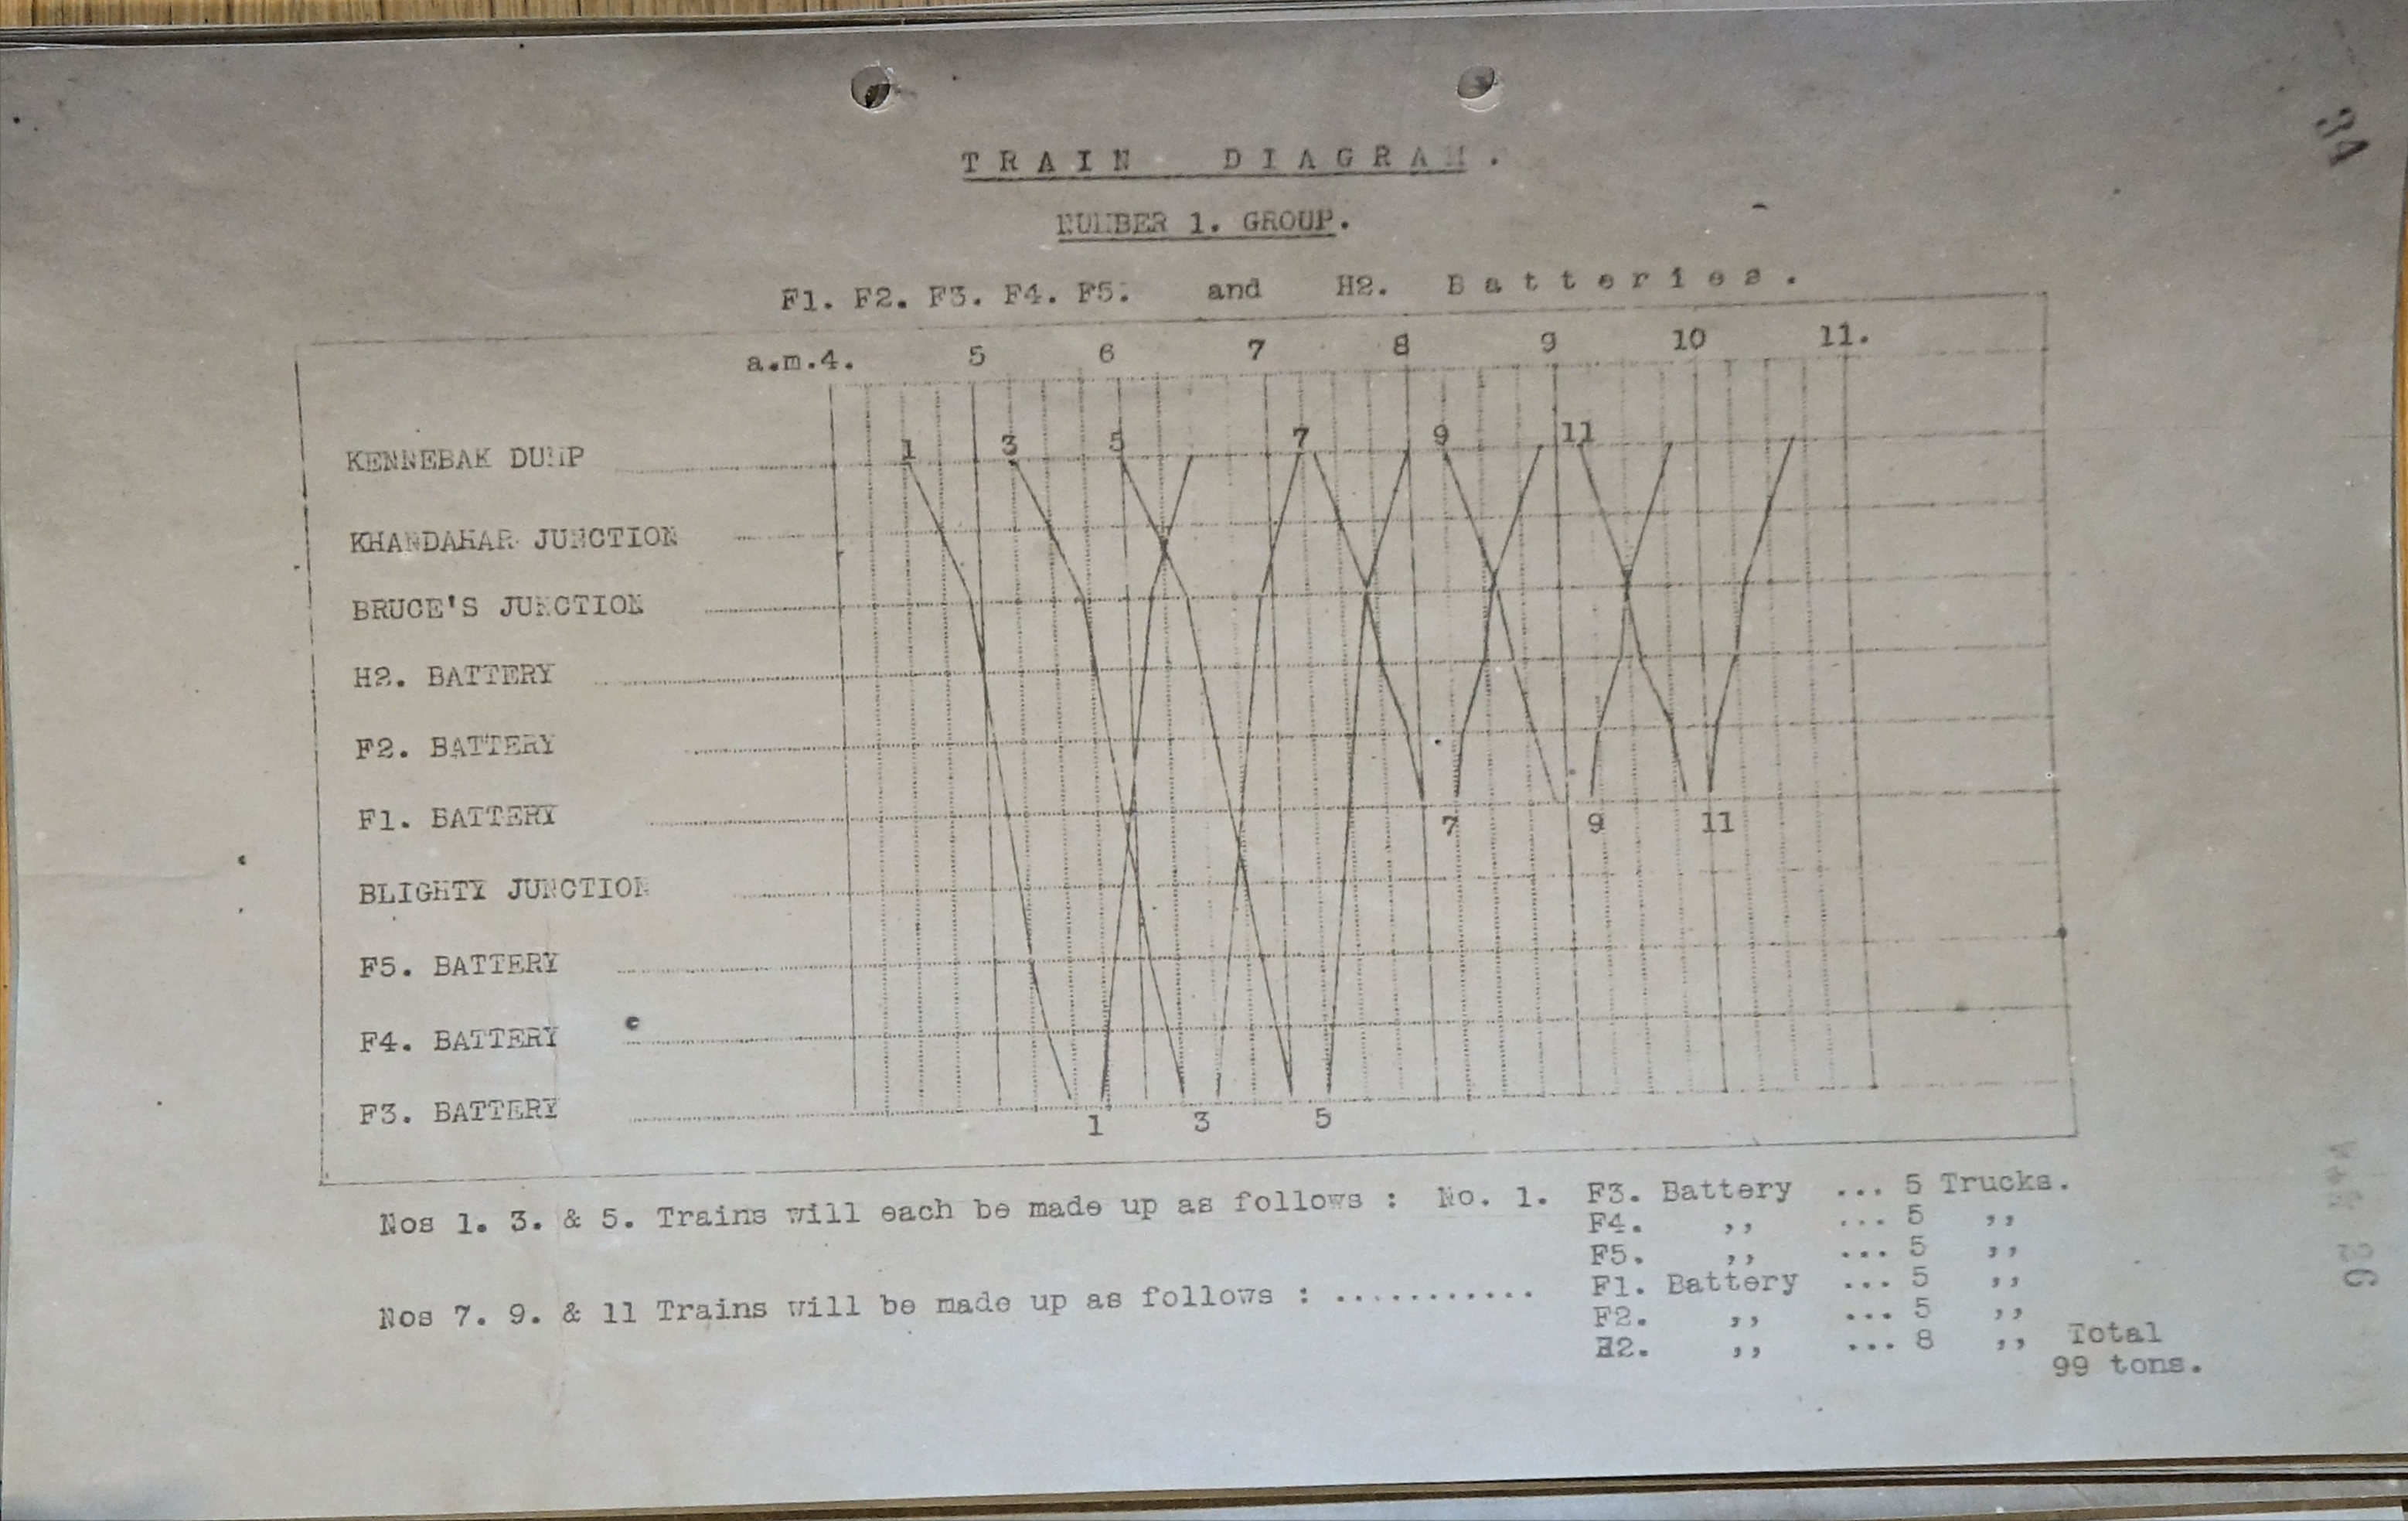 34
TRAIN DIAGRAM.
NUMBER 1. GROUP.
F1. F2. F3. F4. F5. and H2. Batteries.
a.m.4. 5 6 7 8 9 10 11.
1 3 5 7 9 11
KENNEBAK DUMP
KHANDAHAR JUNCTION
BRUCE'S JUNCTION
H2. BATTERY
F2. BATTERY
F1. BATTERY
7 9 11
BLIGHTY JUNCTION
F5. BATTERY
F4. BATTERY
F3. BATTERY
1 3 5
Nos 1. 3. & 5. Trains will each be made up as follows : No. 1. F3. Battery ... 5 Trucks.
F4. ,, ... 5 ,,
F5. ,, ... 5 ,,
Nos 7. 9. & 11 Trains will be made up as follows : ........... F1. Battery ... 5 ,,
F2. ,, ... 5 ,,
H2. ,, ... 8 ,, Total
99 tons.